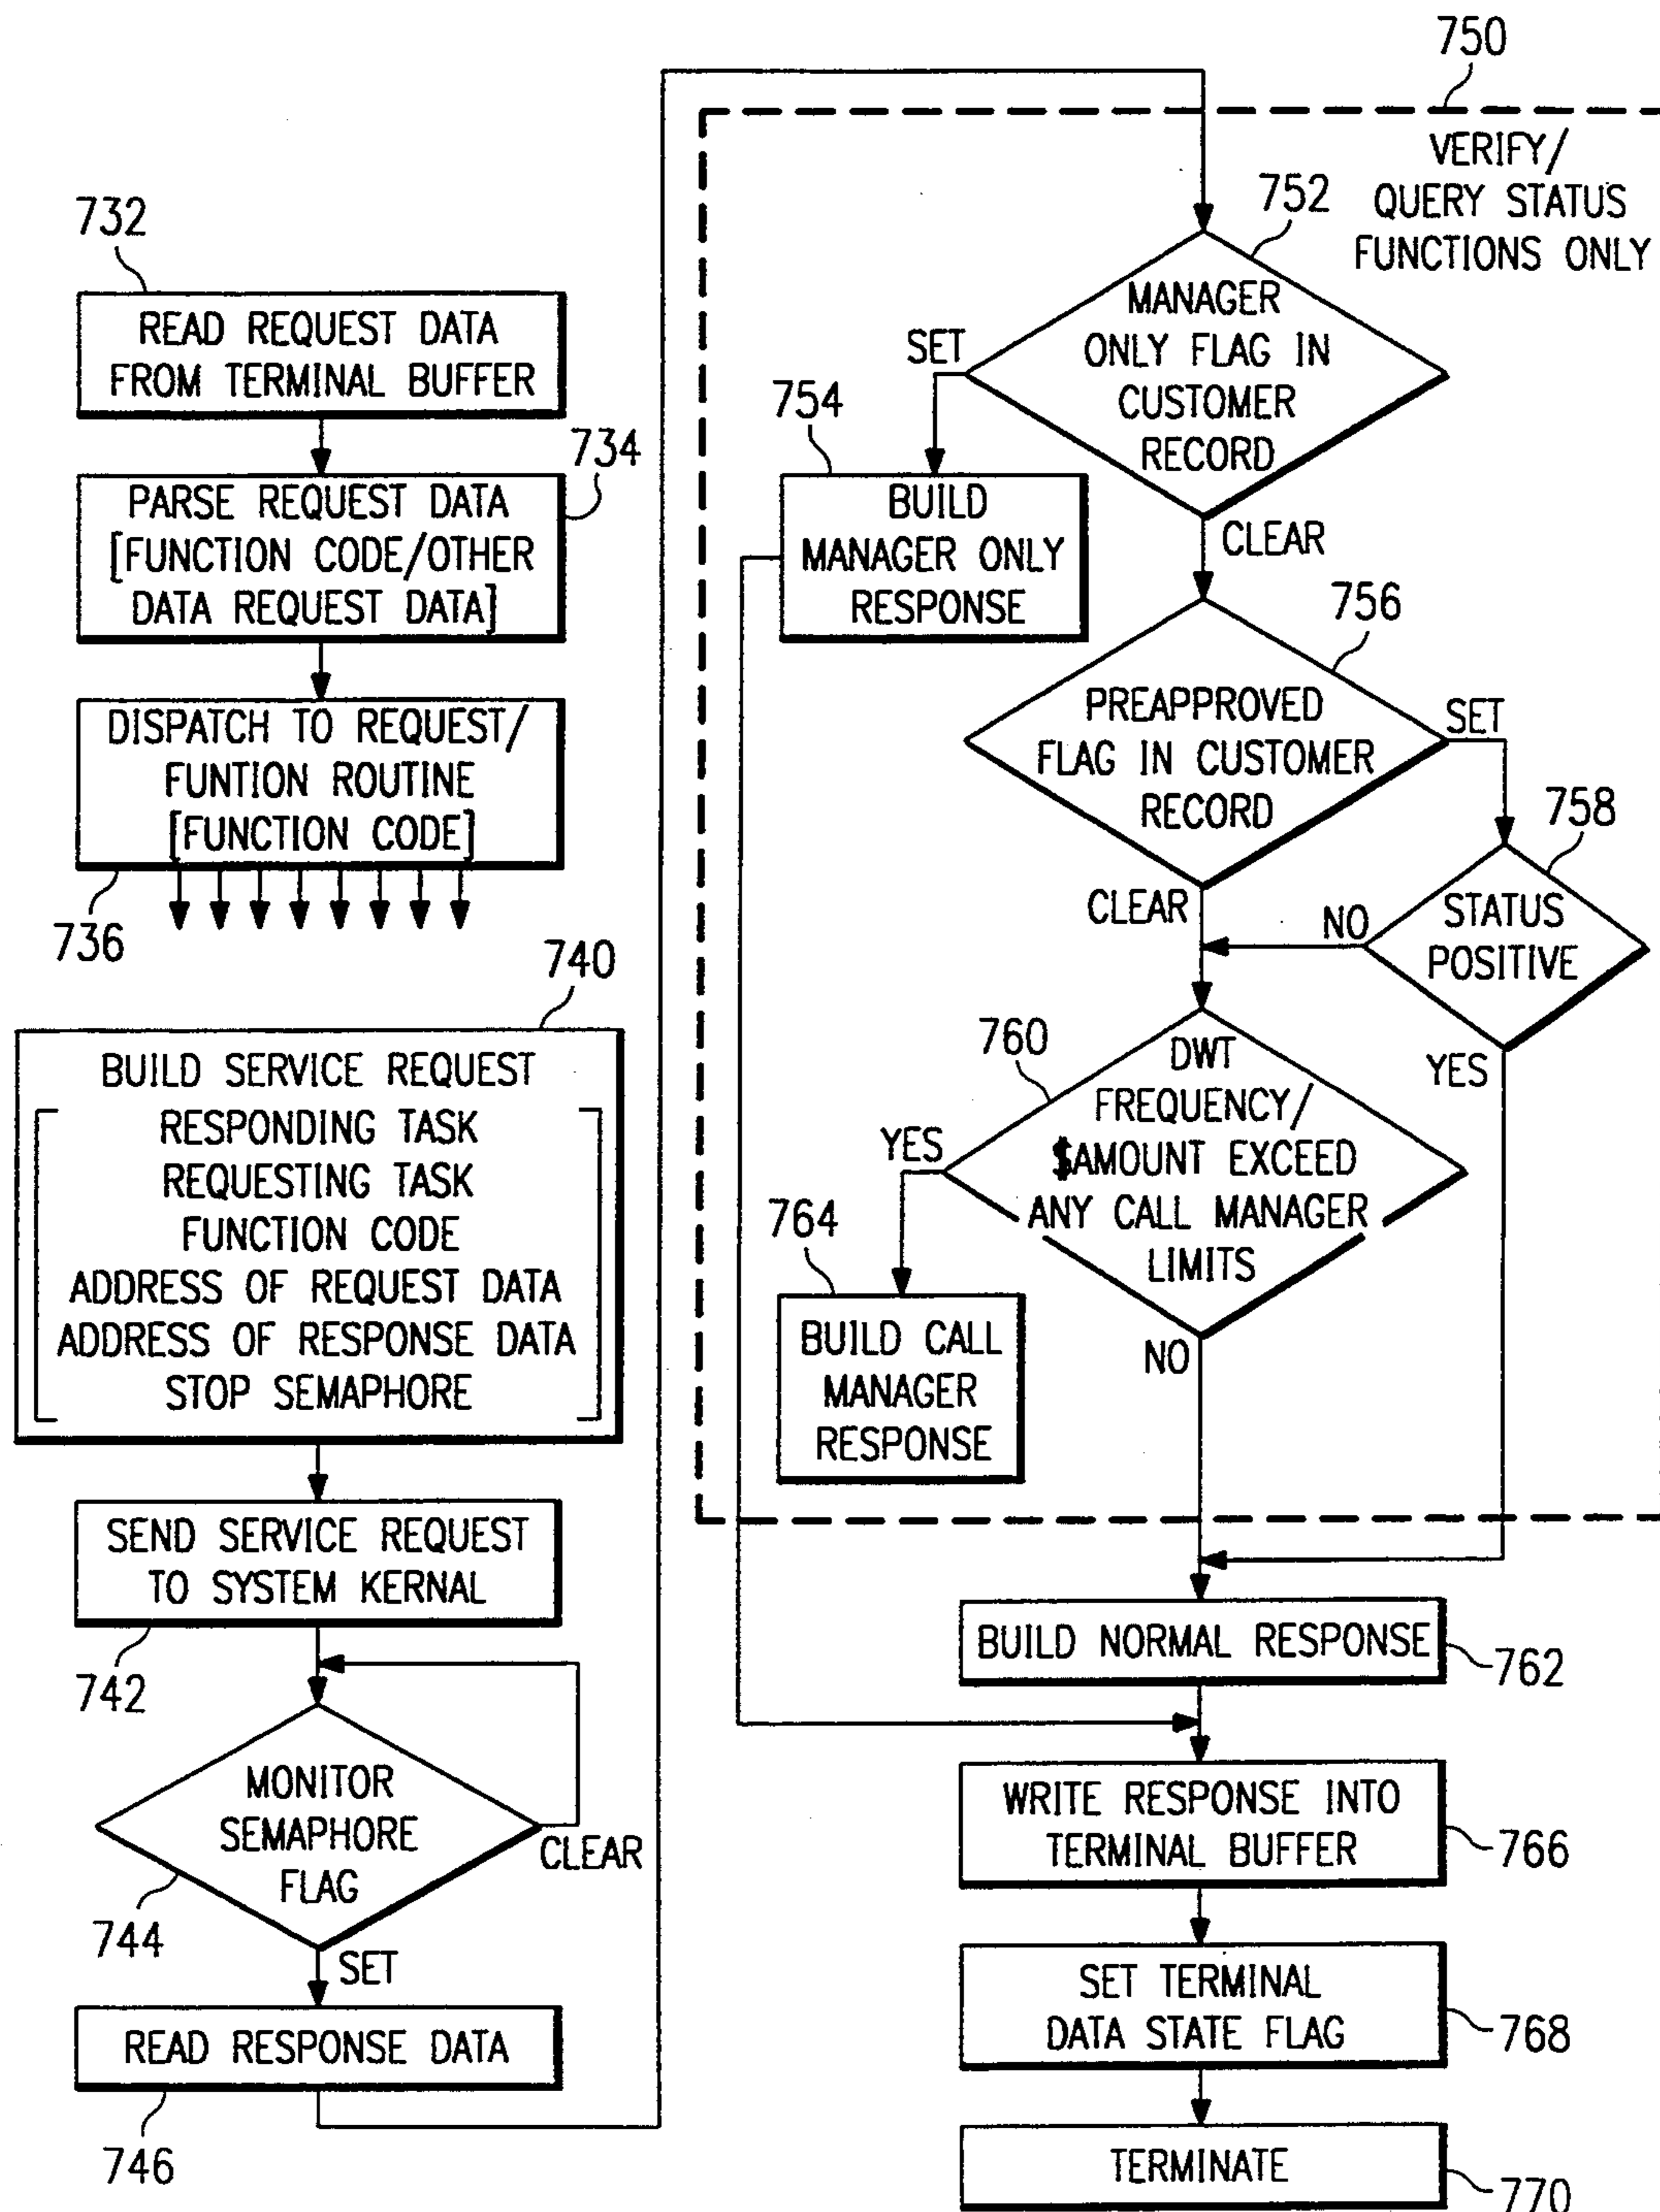 732
READ REQUEST DATA
FROM TERMINAL BUFFER
734
PARSE REQUEST DATA
[FUNCTION CODE/OTHER
DATA REQUEST DATA]
DISPATCH TO REQUEST/
FUNTION ROUTINE
[FUNCTION CODE]
736
740
BUILD SERVICE REQUEST
RESPONDING TASK
REQUESTING TASK
FUNCTION CODE
ADDRESS OF REQUEST DATA
ADDRESS OF RESPONSE DATA
STOP SEMAPHORE
SEND SERVICE REQUEST
TO SYSTEM KERNAL
742
MONITOR
SEMAPHORE
FLAG
CLEAR
744
SET
READ RESPONSE DATA
746
750
VERIFY/
QUERY STATUS
FUNCTIONS ONLY
752
MANAGER
ONLY FLAG IN
CUSTOMER
RECORD
SET
754
BUILD
MANAGER ONLY
RESPONSE
CLEAR
756
PREAPPROVED
FLAG IN CUSTOMER
RECORD
SET
758
STATUS
POSITIVE
CLEAR
NO
YES
760
DWT
FREQUENCY/
$AMOUNT EXCEED
ANY CALL MANAGER
LIMITS
YES
764
BUILD CALL
MANAGER
RESPONSE
NO
BUILD NORMAL RESPONSE
762
WRITE RESPONSE INTO
TERMINAL BUFFER
766
SET TERMINAL
DATA STATE FLAG
768
TERMINATE
770